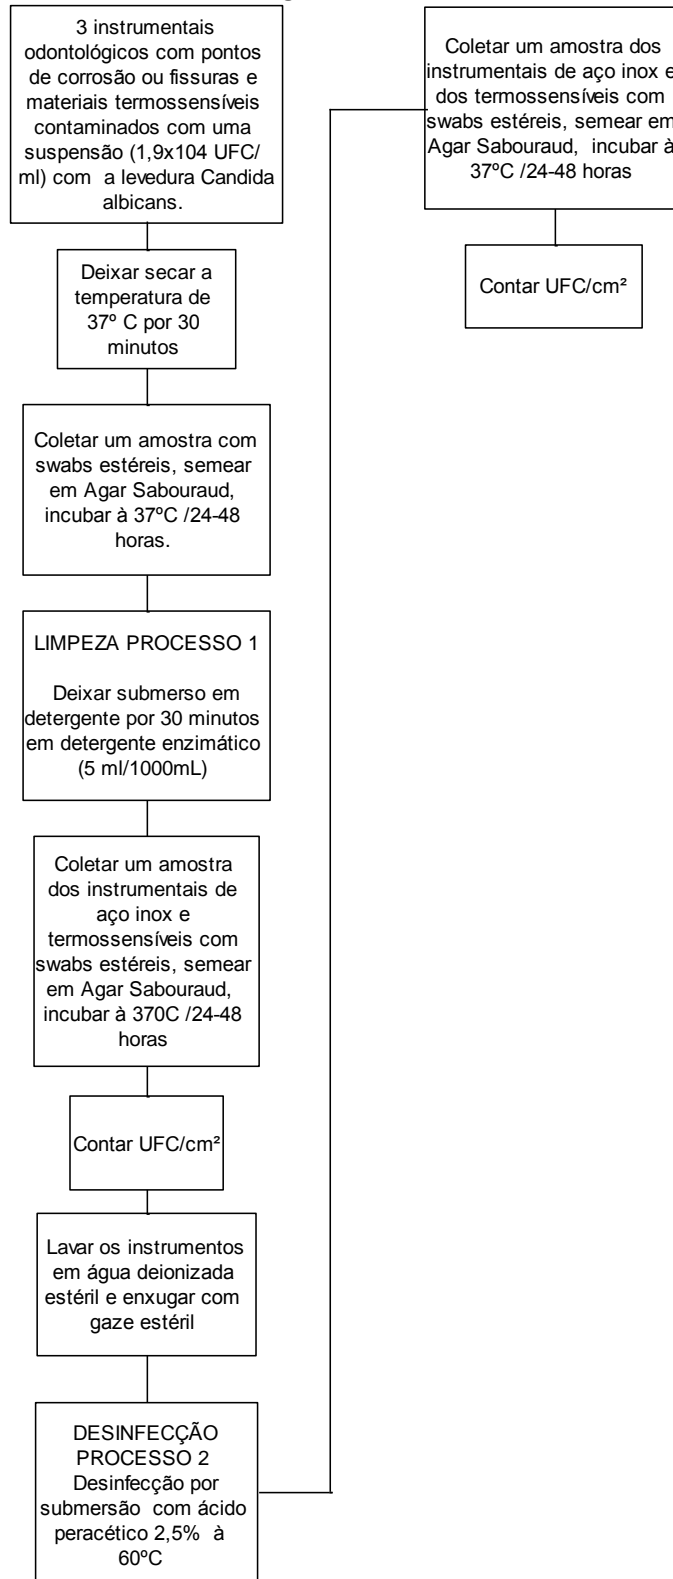 3 instrumentais
odontológicos com pontos
de corrosão ou fissuras e
materiais termossensíveis
contaminados com uma
suspensão (1,9x104 UFC/
ml) com a levedura Candida
albicans.
Deixar secar a
temperatura de
37º C por 30
minutos
Coletar um amostra com
swabs estéreis, semear
em Agar Sabouraud,
incubar à 37ºC /24-48
horas.
LIMPEZA PROCESSO 1
Deixar submerso em
detergente por 30 minutos
em detergente enzimático
(5 ml/1000mL)
Coletar um amostra
dos instrumentais de
aço inox e
termossensíveis com
swabs estéreis, semear
em Agar Sabouraud,
incubar à 370C /24-48
horas
Contar UFC/cm²
Lavar os instrumentos
em água deionizada
estéril e enxugar com
gaze estéril
DESINFECÇÃO
PROCESSO 2
Desinfecção por
submersão com ácido
peracético 2,5% à
60ºC
Coletar um amostra dos
instrumentais de aço inox e
dos termossensíveis com
swabs estéreis, semear em
Agar Sabouraud, incubar à
37ºC /24-48 horas
Contar UFC/cm²